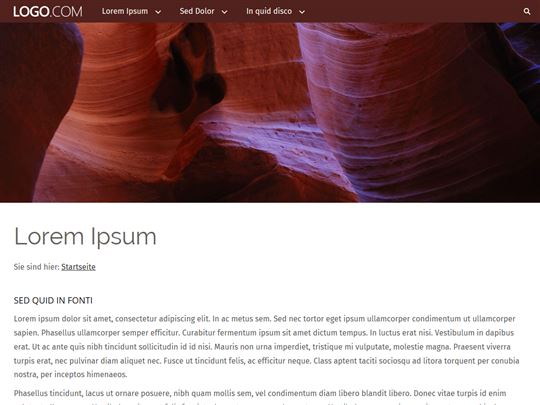 LOGO.COM
Lorem Ipsum
Sed Dolor
In quid disco
Lorem Ipsum
Sie sind hier: Startseite
SED QUID IN FONTI
Lorem ipsum dolor sit amet, consectetur adipiscing elit. In ac metus sem. Sed nec tortor eget ipsum ullamcorper condimentum ut ullamcorper
sapien. Phasellus ullamcorper semper efficitur. Curabitur fermentum ipsum sit amet dictum tempus. In luctus erat nisi. Vestibulum in dapibus
erat. Ut ac ante quis nibh tincidunt sollicitudin id id nisi. Mauris non urna imperdiet, tristique mi vulputate, molestie magna. Praesent viverra
turpis erat, nec pulvinar diam aliquet nec. Fusce ut tincidunt felis, ac efficitur neque. Class aptent taciti sociosqu ad litora torquent per conubia
nostra, per inceptos himenaeos.
Phasellus tincidunt, lacus ut ornare posuere, nibh quam mollis sem, vel condimentum diam libero blandit libero. Donec vitae turpis id enim